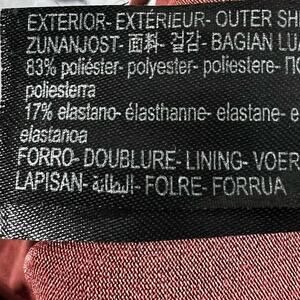 EXTERIOR- EXTÉRIEUR- OUTER SH
ZUNANJOST- 面料- 겉감- BAGIAN LUA
83% poliéster- polyester- poliestere- ПО
poliesterra
17% elastano- élasthanne- elastane- e
elastanoa
FORRO- DOUBLURE- LINING- VOER
LAPISAN- البطانة- FOLRE- FORRUA